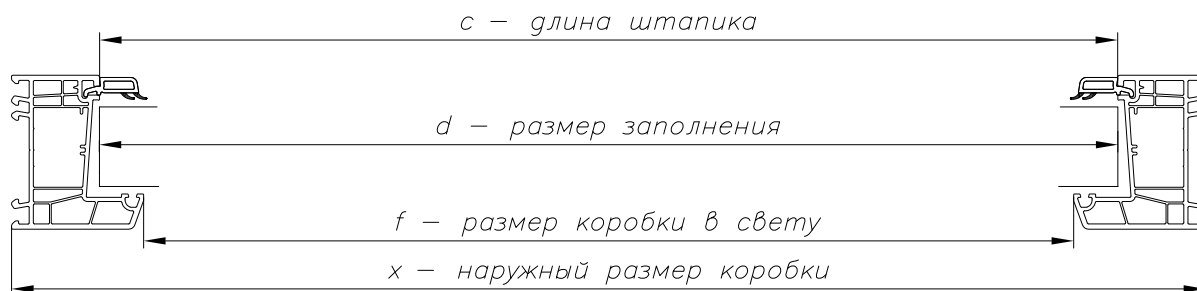 c – длина штапика
d – размер заполнения
f – размер коробки в свету
x – наружный размер коробки